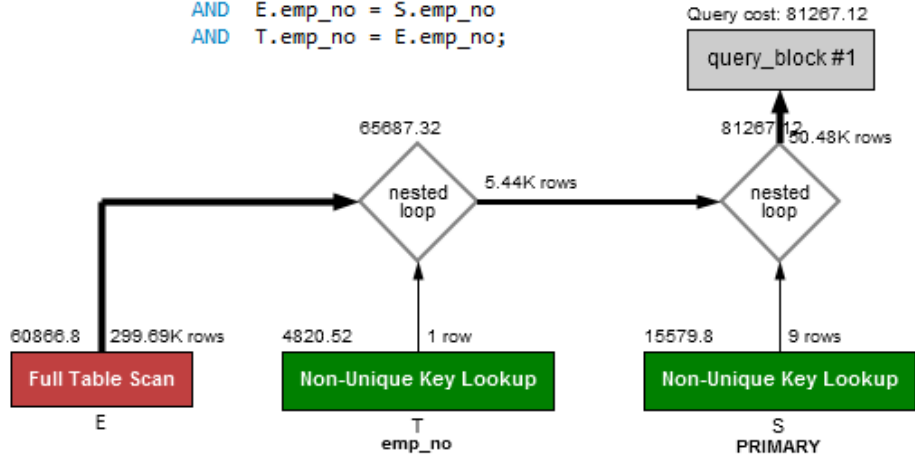 AND E.emp_no = S.emp_no
AND T.emp_no = E.emp_no;
Query cost: 81267.12
query_block #1
65687.32
81267.12
50.48K rows
nested
loop
5.44K rows
nested
loop
60866.8
299.69K rows
4820.52
1 row
15579.8
9 rows
Full Table Scan
Non-Unique Key Lookup
Non-Unique Key Lookup
E
T
S
emp_no
PRIMARY